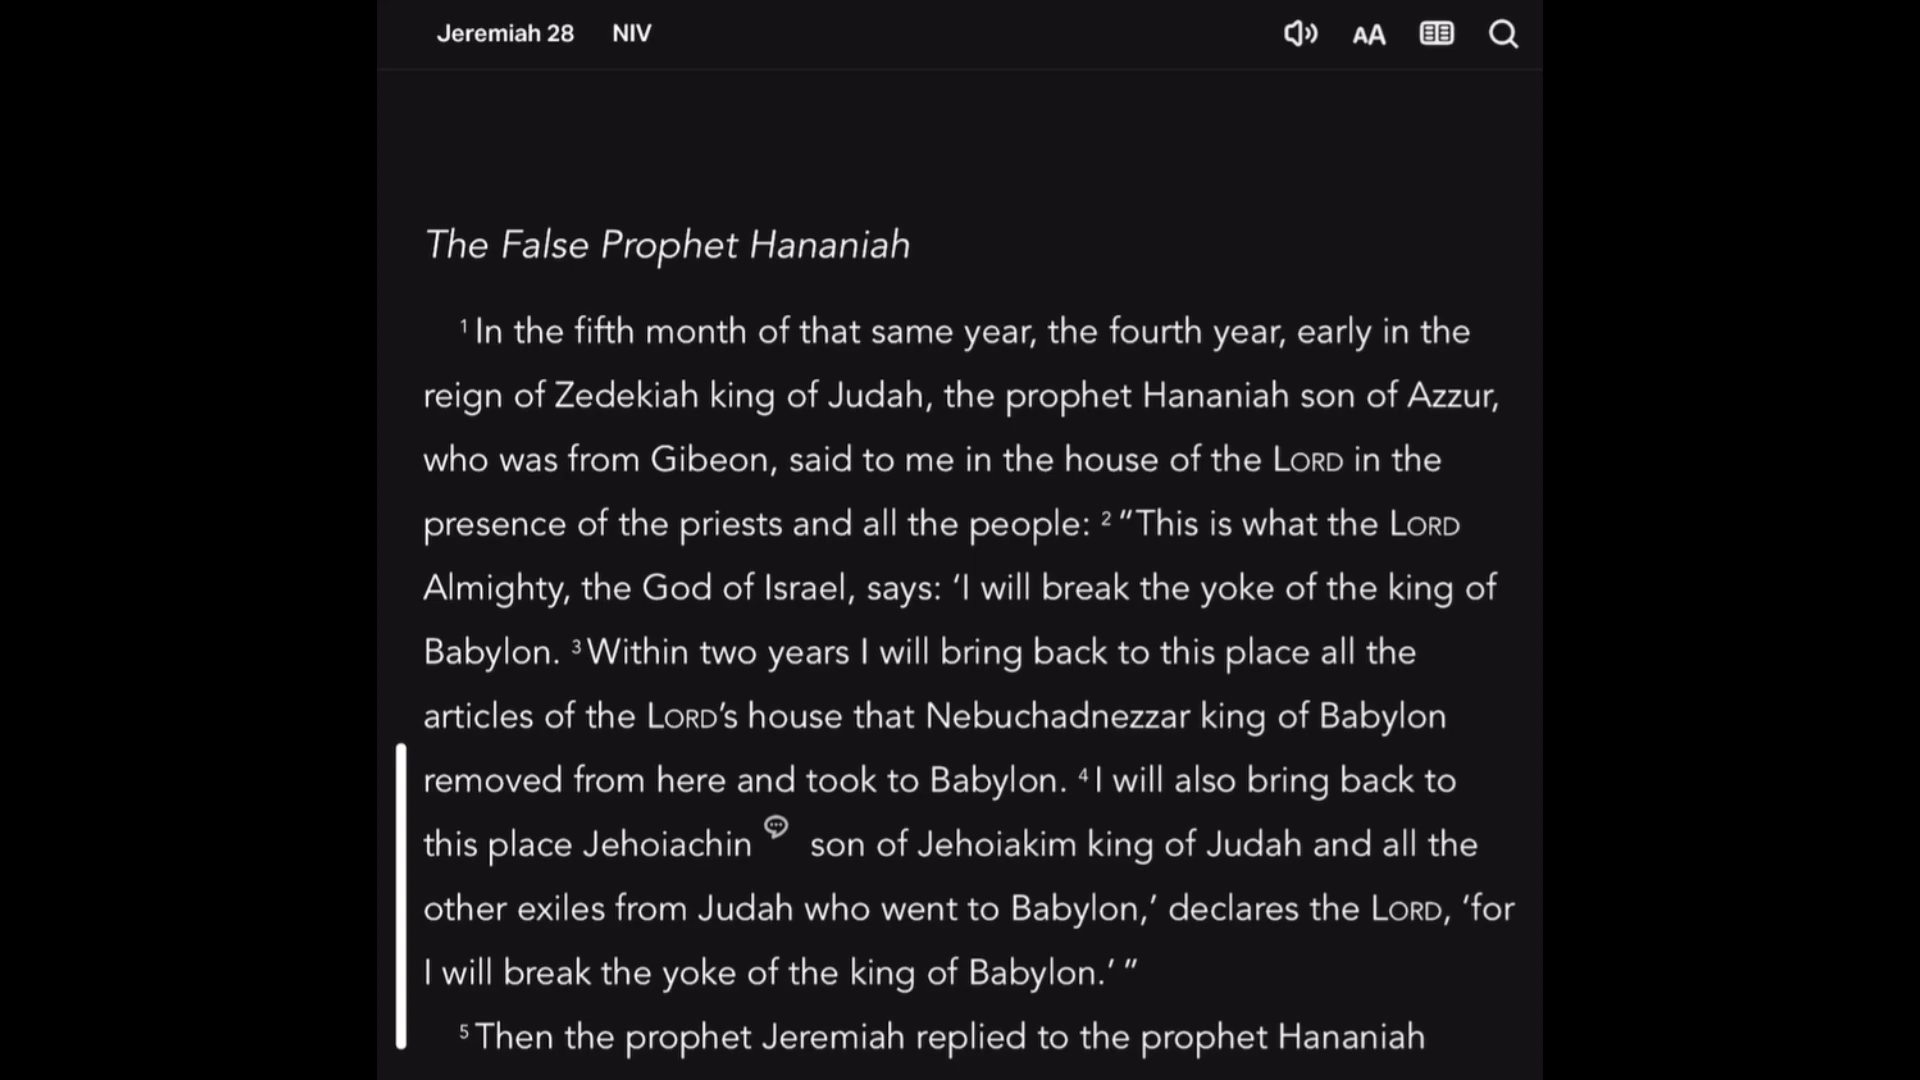 Jeremiah 28 NIV AA
The False Prophet Hananiah
1 In the fifth month of that same year, the fourth year, early in the
reign of Zedekiah king of Judah, the prophet Hananiah son of Azzur,
who was from Gibeon, said to me in the house of the LORD in the
presence of the priests and all the people: 2 “This is what the LORD
Almighty, the God of Israel, says: ‘I will break the yoke of the king of
Babylon. 3 Within two years I will bring back to this place all the
articles of the LORD’s house that Nebuchadnezzar king of Babylon
removed from here and took to Babylon. 4 I will also bring back to
this place Jehoiachin son of Jehoiakim king of Judah and all the
other exiles from Judah who went to Babylon,’ declares the LORD, ‘for
I will break the yoke of the king of Babylon.’ ”
5 Then the prophet Jeremiah replied to the prophet Hananiah